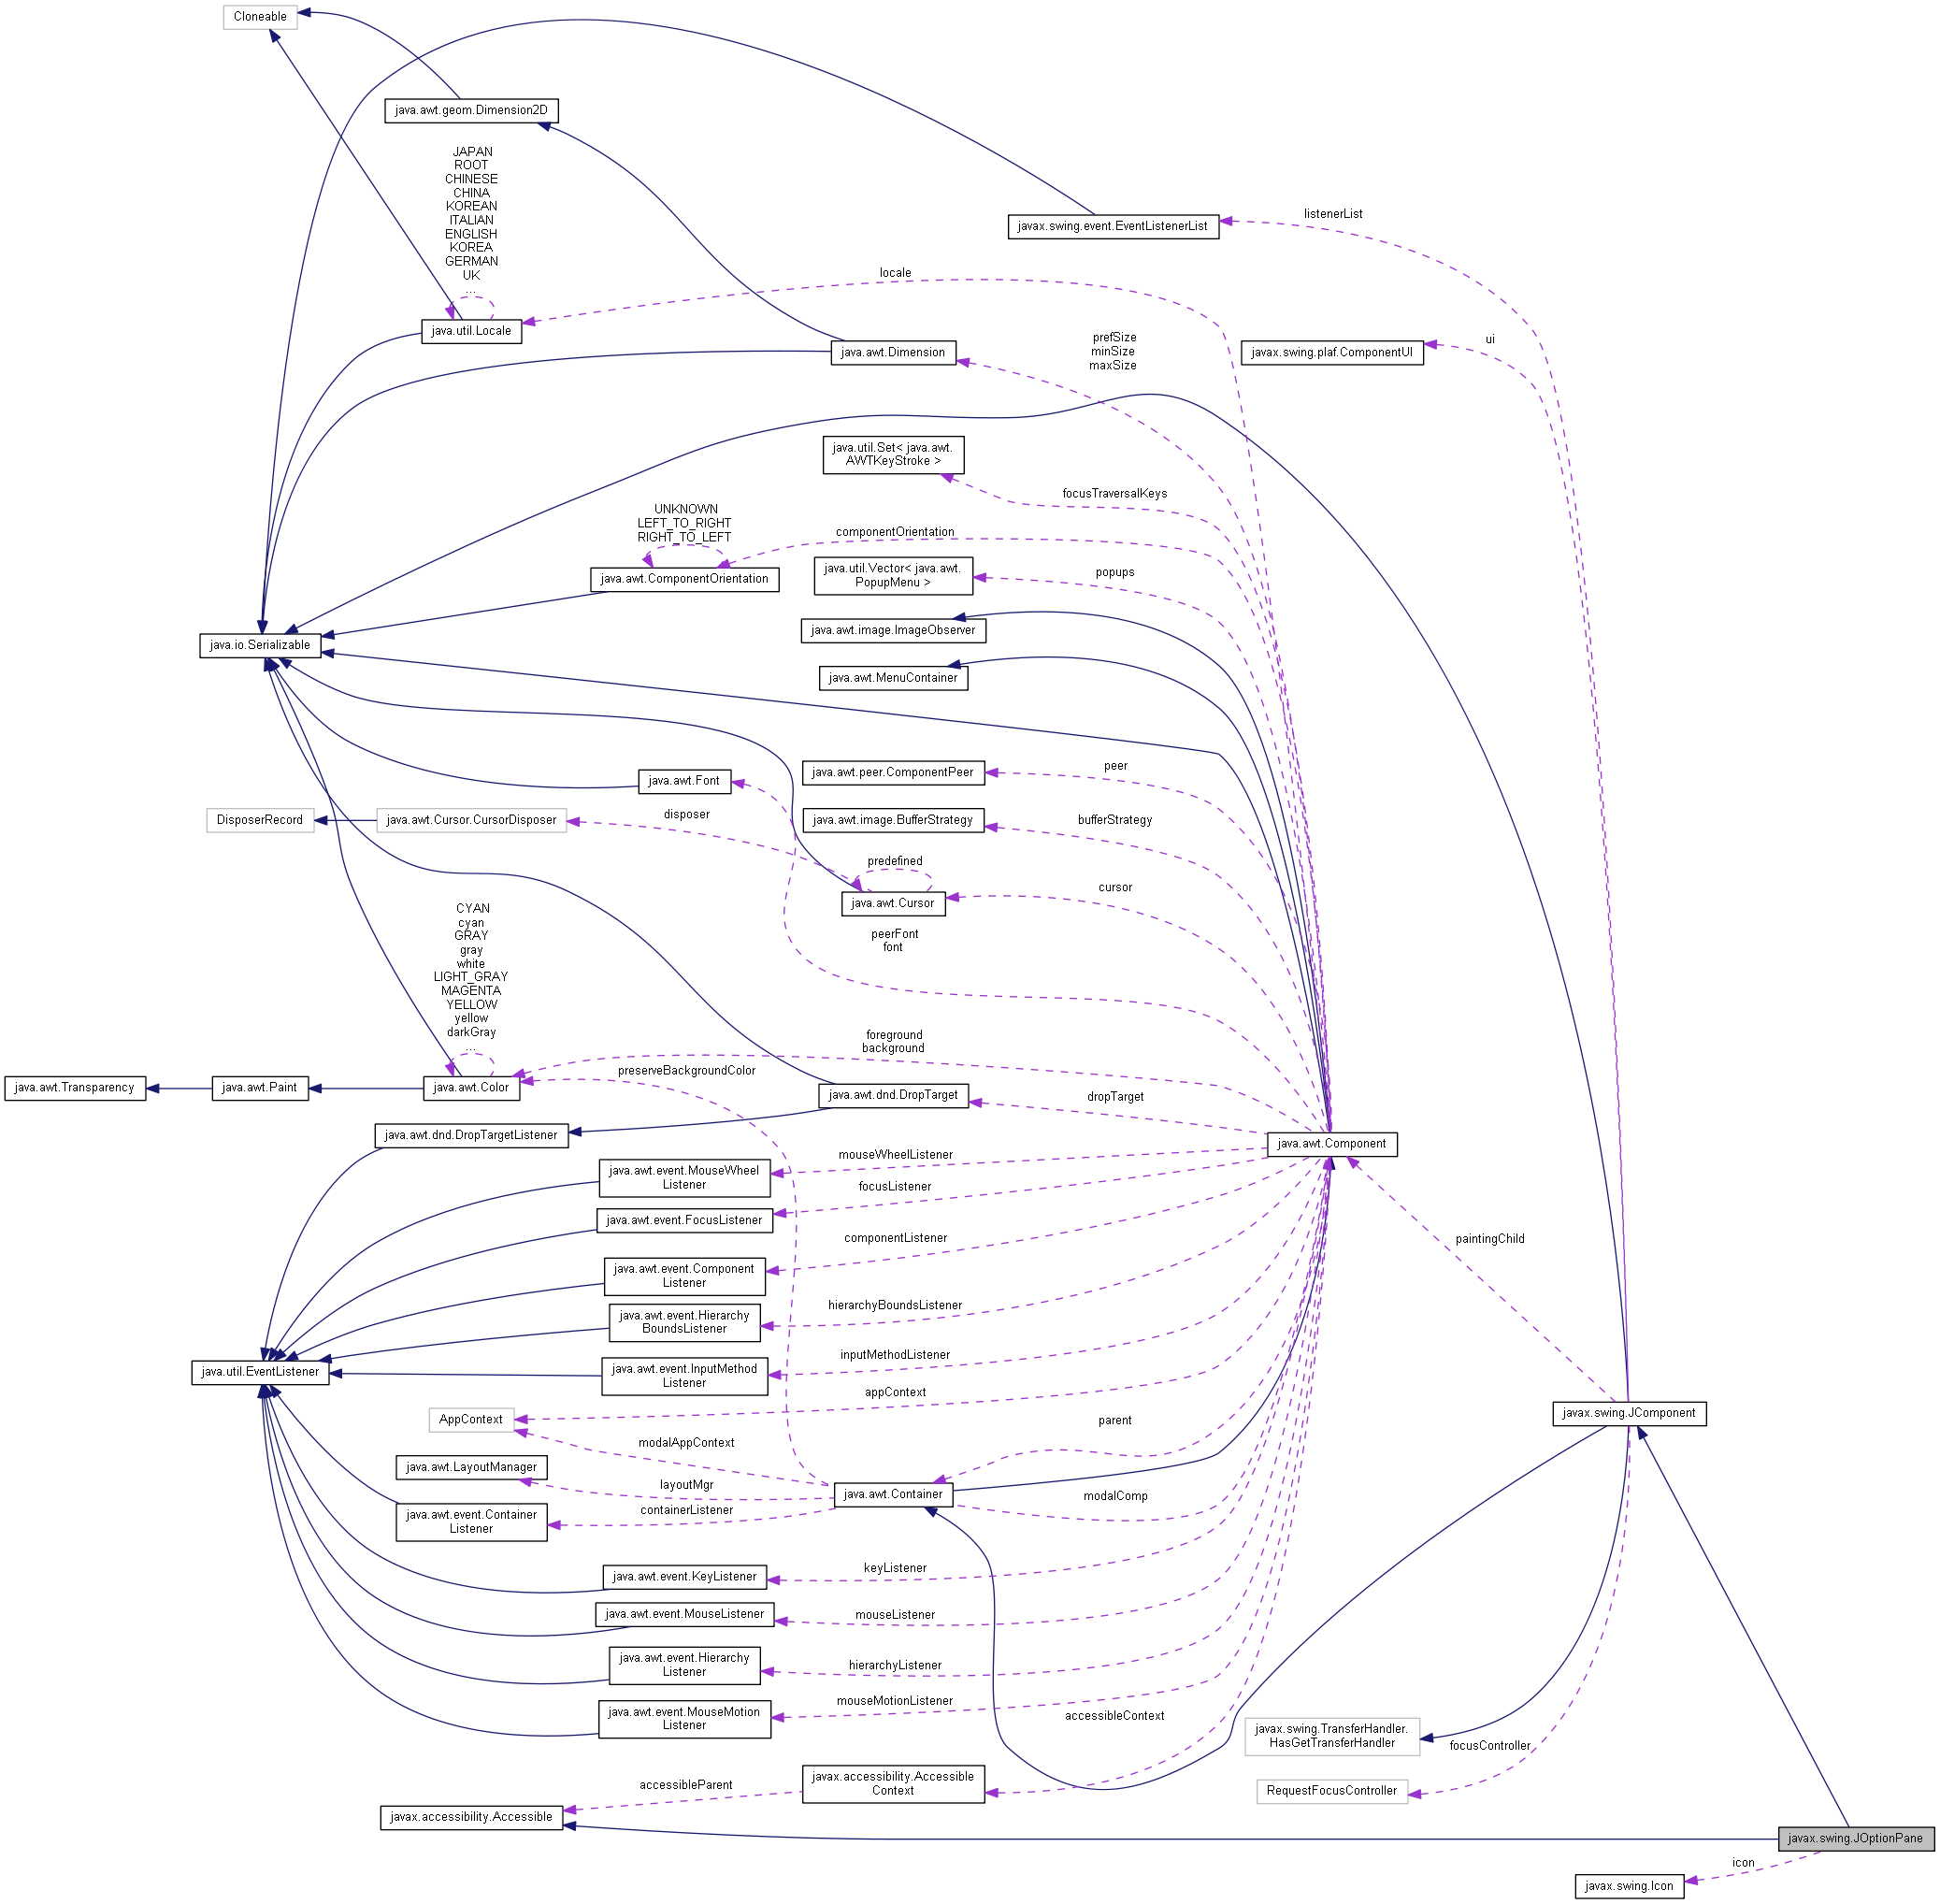 Cloneable
java.awt.geom.Dimension2D
JAPAN
ROOT
CHINESE
CHINA
KOREAN
ITALIAN
ENGLISH
KOREA
GERMAN
UK
...
listenerList
javax.swing.event.EventListenerList
locale
java.util.Locale
prefSize
minSize
maxSize
ui
java.awt.Dimension
javax.swing.plaf.ComponentUI
java.util.Set< java.awt.
AWTKeyStroke >
focusTraversalKeys
UNKNOWN
LEFT_TO_RIGHT
RIGHT_TO_LEFT
componentOrientation
java.awt.ComponentOrientation
java.util.Vector< java.awt.
PopupMenu >
popups
java.awt.image.ImageObserver
java.io.Serializable
java.awt.MenuContainer
java.awt.Font
java.awt.peer.ComponentPeer
peer
DisposerRecord
java.awt.Cursor.CursorDisposer
disposer
java.awt.image.BufferStrategy
bufferStrategy
predefined
cursor
java.awt.Cursor
CYAN
cyan
GRAY
gray
white
LIGHT_GRAY
MAGENTA
YELLOW
yellow
darkGray
...
peerFont
font
foreground
background
preserveBackgroundColor
java.awt.Transparency
java.awt.Paint
java.awt.Color
java.awt.dnd.DropTarget
dropTarget
java.awt.dnd.DropTargetListener
java.awt.Component
java.awt.event.MouseWheel
Listener
mouseWheelListener
focusListener
java.awt.event.FocusListener
componentListener
paintingChild
java.awt.event.Component
Listener
hierarchyBoundsListener
java.awt.event.Hierarchy
BoundsListener
inputMethodListener
java.util.EventListener
java.awt.event.InputMethod
Listener
appContext
AppContext
parent
javax.swing.JComponent
modalAppContext
java.awt.LayoutManager
layoutMgr
java.awt.Container
modalComp
containerListener
java.awt.event.Container
Listener
keyListener
java.awt.event.KeyListener
java.awt.event.MouseListener
mouseListener
java.awt.event.Hierarchy
Listener
hierarchyListener
mouseMotionListener
java.awt.event.MouseMotion
Listener
accessibleContext
javax.swing.TransferHandler.
HasGetTransferHandler
focusController
javax.accessibility.Accessible
Context
accessibleParent
RequestFocusController
javax.accessibility.Accessible
javax.swing.JOptionPane
icon
javax.swing.Icon